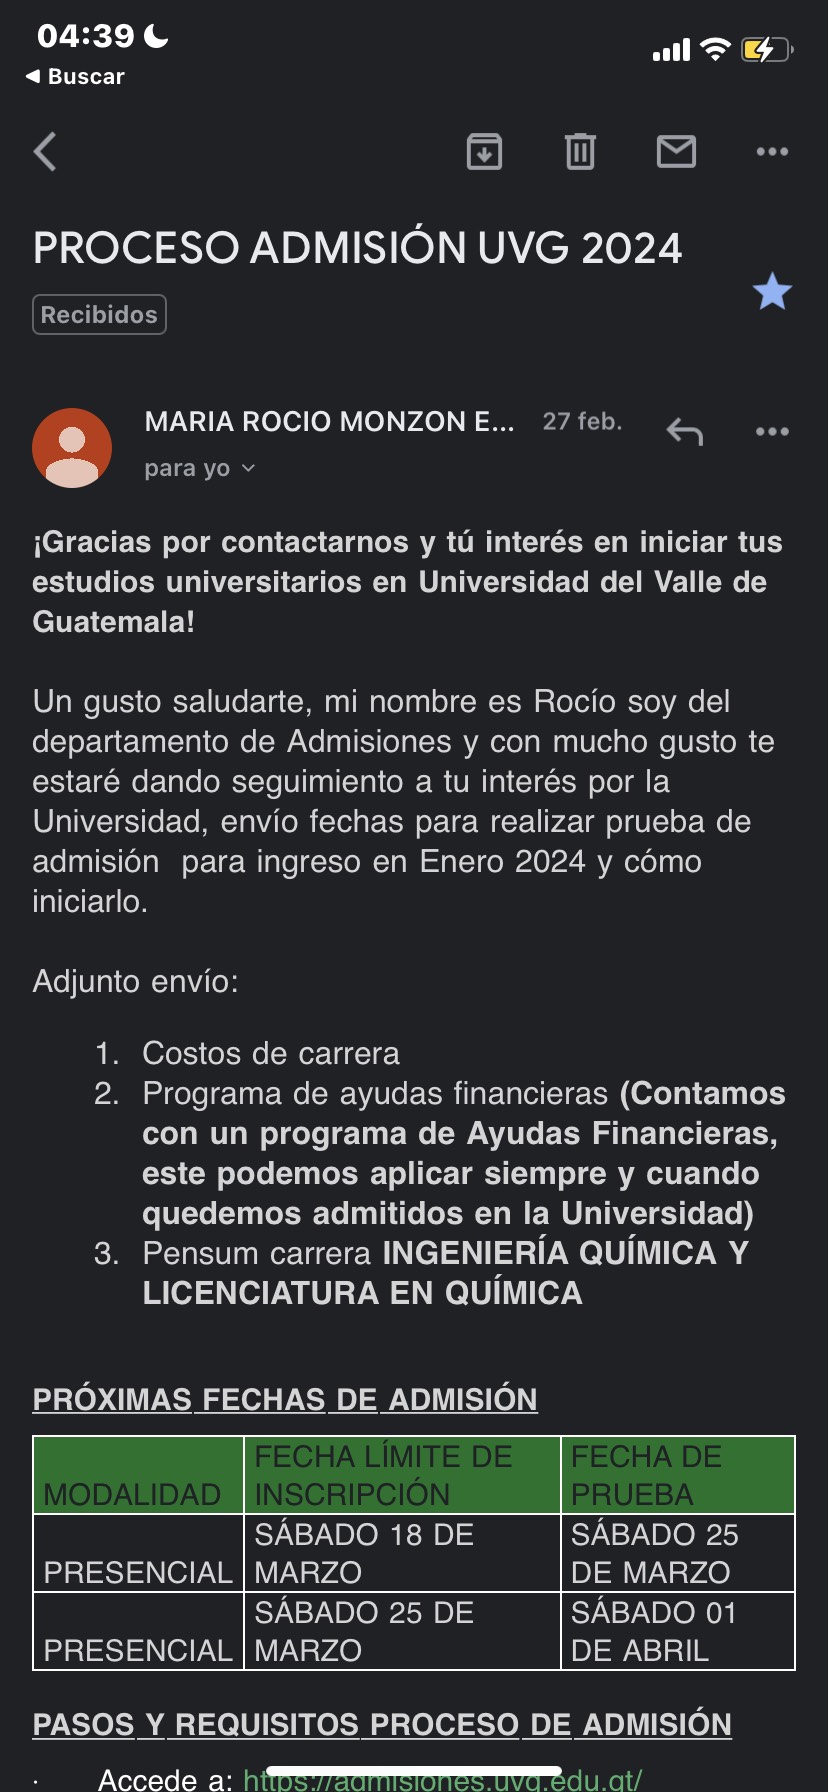 04:39
Buscar
PROCESO ADMISIÓN UVG 2024
Recibidos
MARIA ROCIO MONZON E... 27 feb.
para yo
¡Gracias por contactarnos y tú interés en iniciar tus
estudios universitarios en Universidad del Valle de
Guatemala!
Un gusto saludarte, mi nombre es Rocío soy del
departamento de Admisiones y con mucho gusto te
estaré dando seguimiento a tu interés por la
Universidad, envío fechas para realizar prueba de
admisión  para ingreso en Enero 2024 y cómo
iniciarlo.
Adjunto envío:
1. Costos de carrera
2. Programa de ayudas financieras (Contamos
con un programa de Ayudas Financieras,
este podemos aplicar siempre y cuando
quedemos admitidos en la Universidad)
3. Pensum carrera INGENIERÍA QUÍMICA Y
LICENCIATURA EN QUÍMICA
PRÓXIMAS FECHAS DE ADMISIÓN
MODALIDAD FECHA LÍMITE DE INSCRIPCIÓN FECHA DE PRUEBA
PRESENCIAL SÁBADO 18 DE MARZO SÁBADO 25 DE MARZO
PRESENCIAL SÁBADO 25 DE MARZO SÁBADO 01 DE ABRIL
PASOS Y REQUISITOS PROCESO DE ADMISIÓN
· Accede a: https://admisiones.uvg.edu.gt/